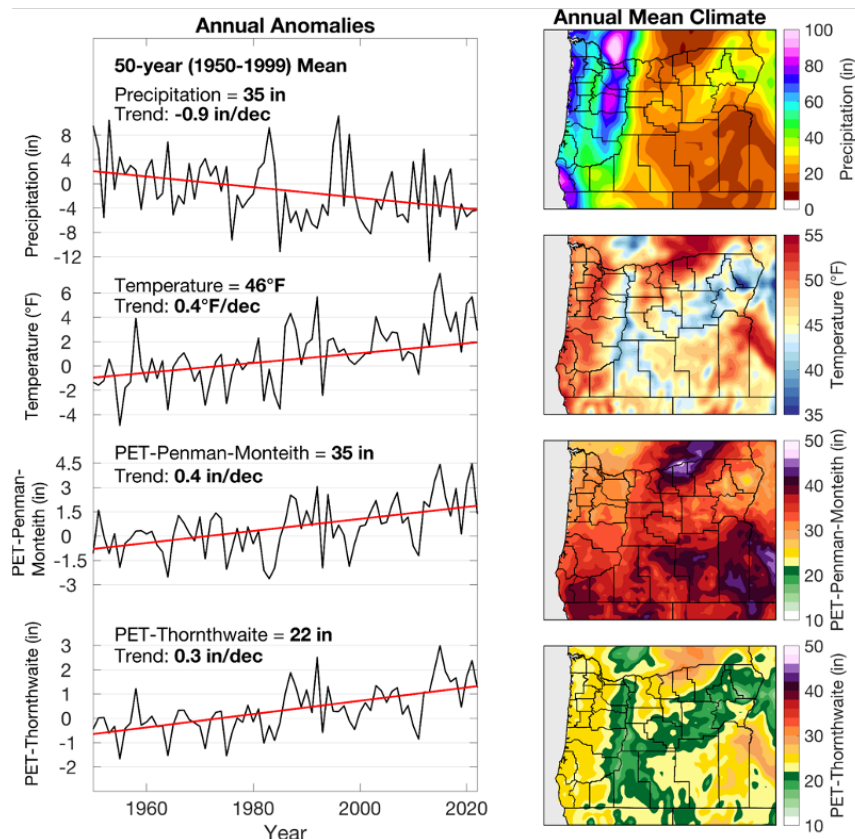 Annual Anomalies
50-year (1950-1999) Mean
Precipitation = 35 in
Trend: -0.9 in/dec
8
4
0
-4
-8
-12
Precipitation (in)
Temperature = 46°F
Trend: 0.4°F/dec
6
4
2
0
-2
-4
Temperature (°F)
PET-Penman-Monteith = 35 in
Trend: 0.4 in/dec
4.5
3
1.5
0
-1.5
-3
PET-Penman-
Monteith (in)
PET-Thornthwaite = 22 in
Trend: 0.3 in/dec
3
2
1
0
-1
-2
PET-Thornthwaite (in)
1960
1980
2000
2020
Year
Annual Mean Climate
100
80
60
40
20
0
Precipitation (in)
55
50
45
40
35
Temperature (°F)
50
40
30
20
10
PET-Penman-Monteith (in)
50
40
30
20
10
PET-Thornthwaite (in)